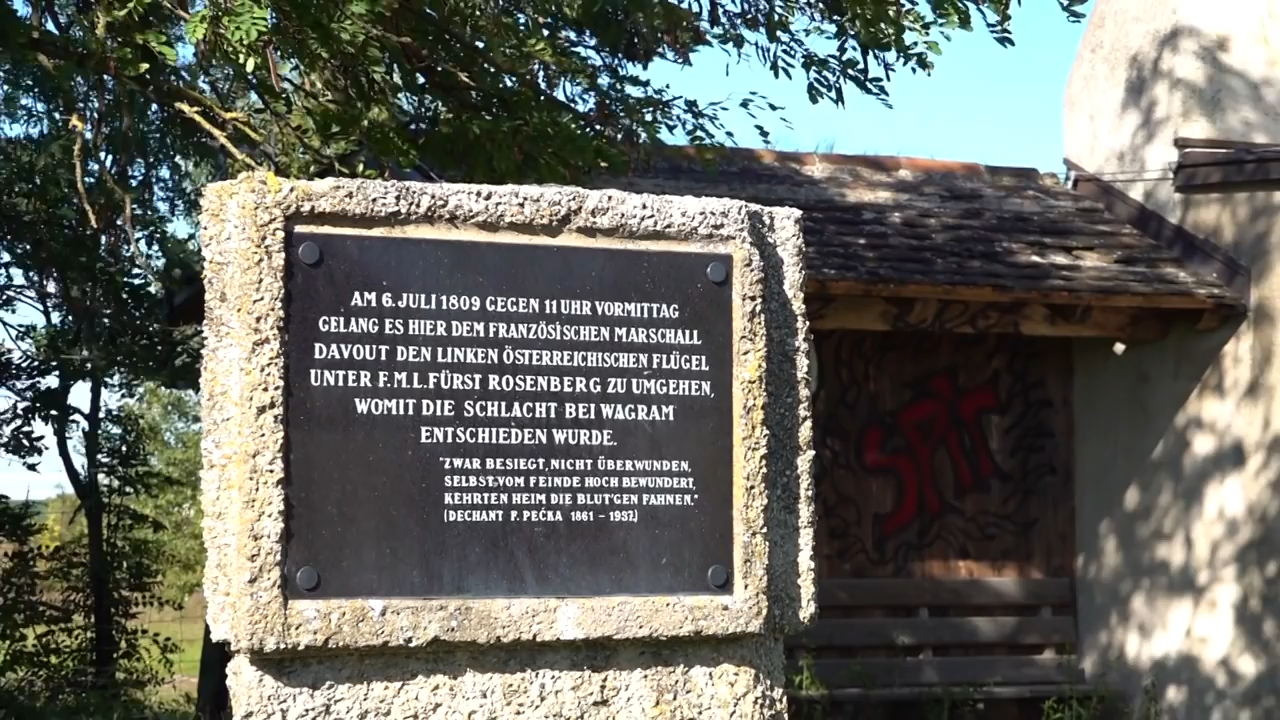 AM 6. JULI 1809 GEGEN 11 UHR VORMITTAG
GELANG ES HIER DEM FRANZÖSISCHEN MARSCHALL
DAVOUT DEN LINKEN ÖSTERREICHISCHEN FLÜGEL
UNTER F.M.L. FÜRST ROSENBERG ZU UMGEHEN,
WOMIT DIE SCHLACHT BEI WAGRAM
ENTSCHIEDEN WURDE.
"ZWAR BESIEGT, NICHT ÜBERWUNDEN,
SELBST VOM FEINDE HOCH BEWUNDERT,
KEHRTEN HEIM DIE BLUT'GEN FAHNEN."
(DECHANT F. PEČKA 1861 - 1937)